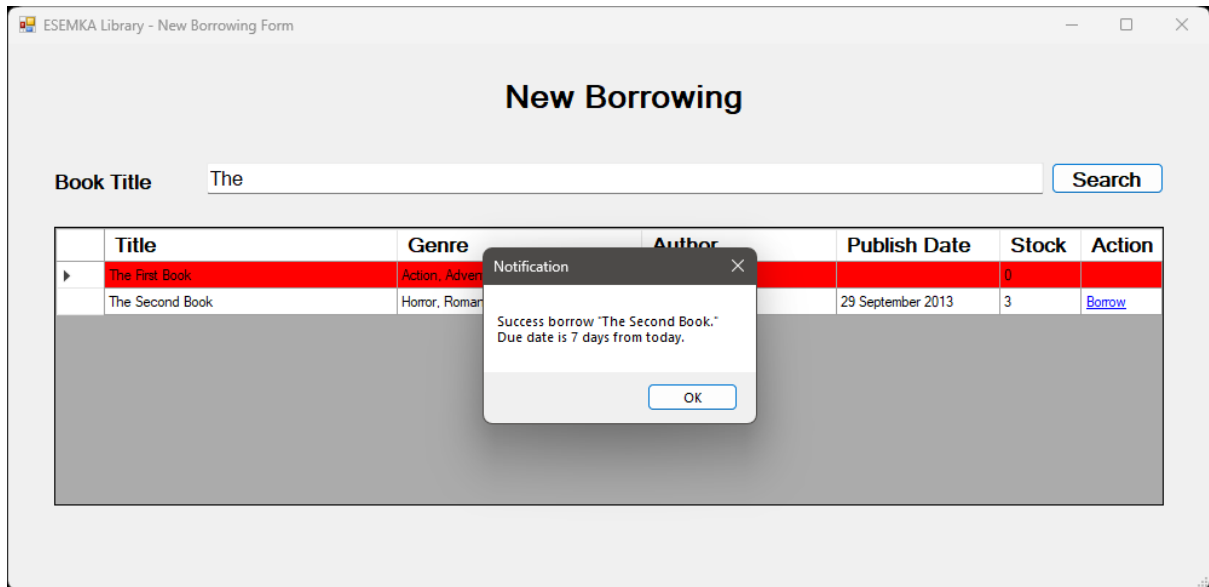 ESEMKA Library - New Borrowing Form
New Borrowing
Book Title The Search
Title Genre Author Publish Date Stock Action
The First Book Action, 0
The Second Book Horror, 29 September 2013 3 Borrow
Notification
Success borrow "The Second Book."
Due date is 7 days from today.
OK